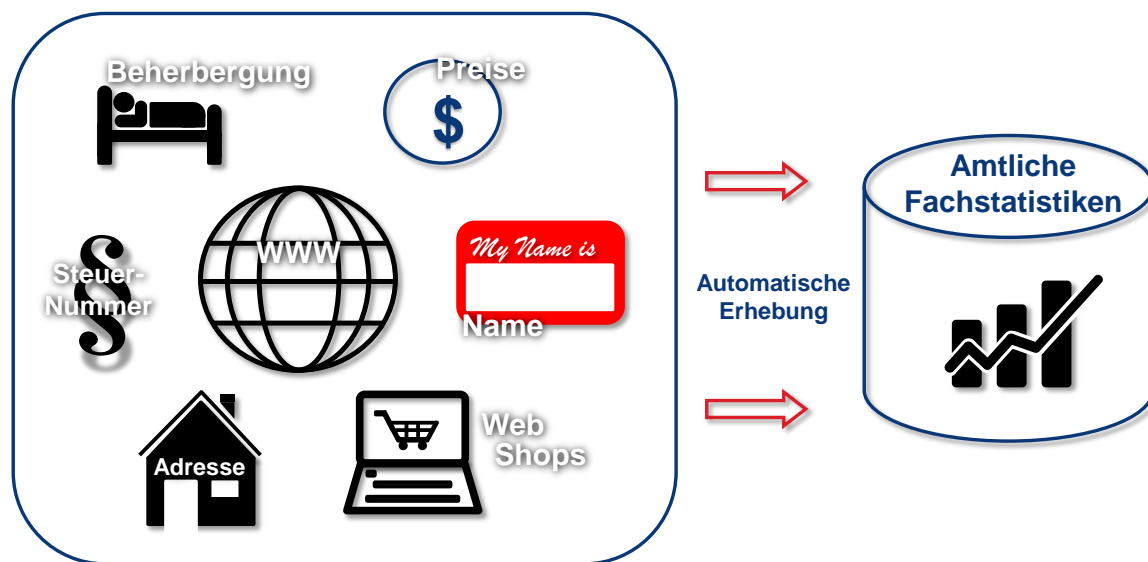 Beherbergung
Preise
$
WWW
My Name is
Name
§
Steuer-
Nummer
Adresse
Web
Shops
Automatische
Erhebung
Amtliche
Fachstatistiken